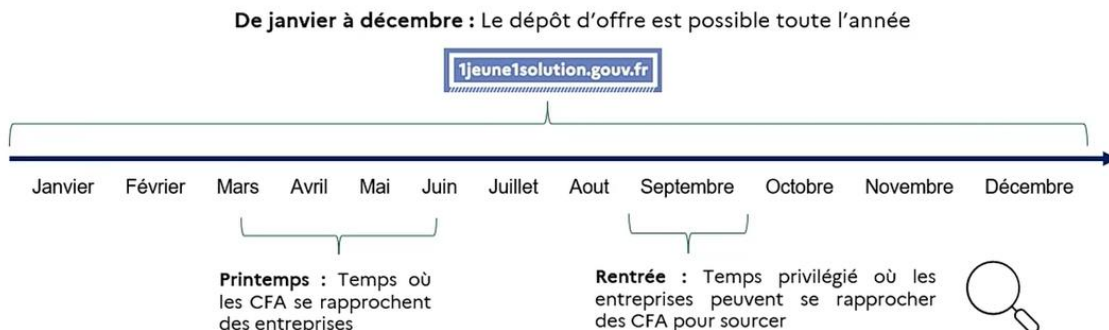 De janvier à décembre : Le dépôt d’offre est possible toute l’année
1jeune1solution.gouv.fr
Janvier Février Mars Avril Mai Juin Juillet Aout Septembre Octobre Novembre Décembre
Printemps : Temps où
les CFA se rapprochent
des entreprises
Rentrée : Temps privilégié où les
entreprises peuvent se rapprocher
des CFA pour sourcer